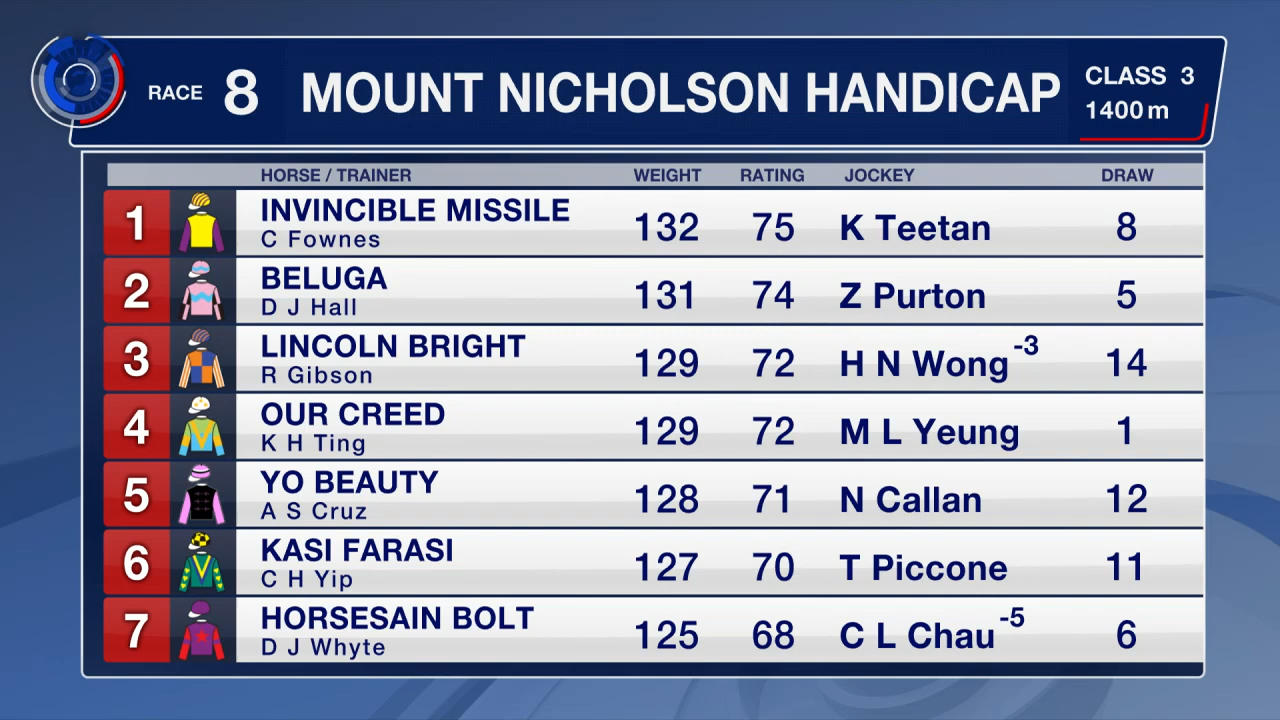 RACE 8 MOUNT NICHOLSON HANDICAP CLASS 3
1400m
HORSE / TRAINER WEIGHT RATING JOCKEY DRAW
1 INVINCIBLE MISSILE 132 75 K Teetan 8
C Fownes
2 BELUGA 131 74 Z Purton 5
D J Hall
3 LINCOLN BRIGHT 129 72 H N Wong -3 14
R Gibson
4 OUR CREED 129 72 M L Yeung 1
K H Ting
5 YO BEAUTY 128 71 N Callan 12
A S Cruz
6 KASI FARASI 127 70 T Piccone 11
C H Yip
7 HORSESAIN BOLT 125 68 C L Chau -5 6
D J Whyte